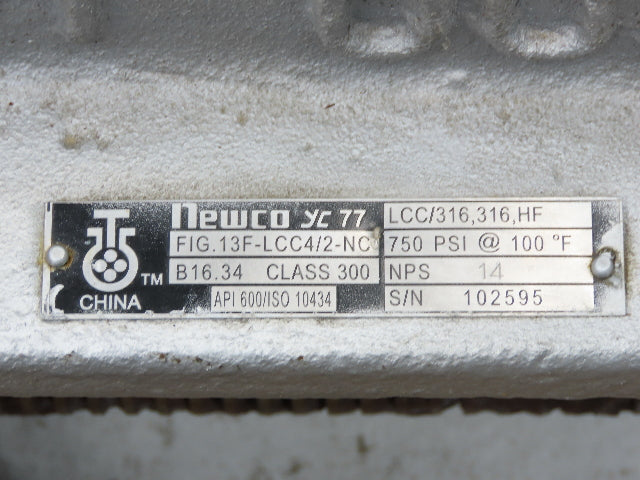 newco YC 77
FIG.13F-LCC4/2-NC
B16.34 CLASS 300
API 600/ISO 10434
TM
CHINA
LCC/316,316,HF
750 PSI @ 100 °F
NPS 14
S/N 102595